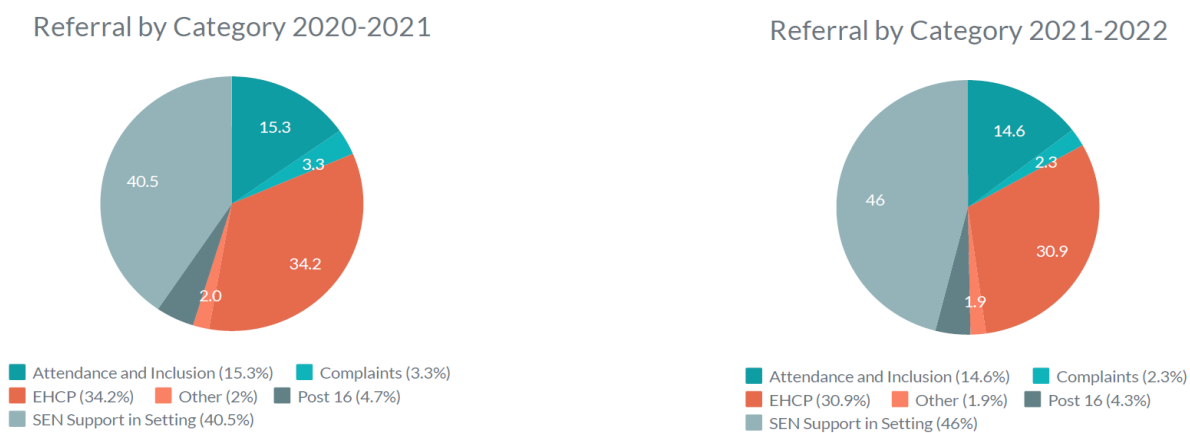 Referral by Category 2020-2021
15.3
3.3
40.5
34.2
2.0
Attendance and Inclusion (15.3%) Complaints (3.3%)
EHCP (34.2%) Other (2%) Post 16 (4.7%)
SEN Support in Setting (40.5%)
Referral by Category 2021-2022
14.6
2.3
46
30.9
1.9
Attendance and Inclusion (14.6%) Complaints (2.3%)
EHCP (30.9%) Other (1.9%) Post 16 (4.3%)
SEN Support in Setting (46%)